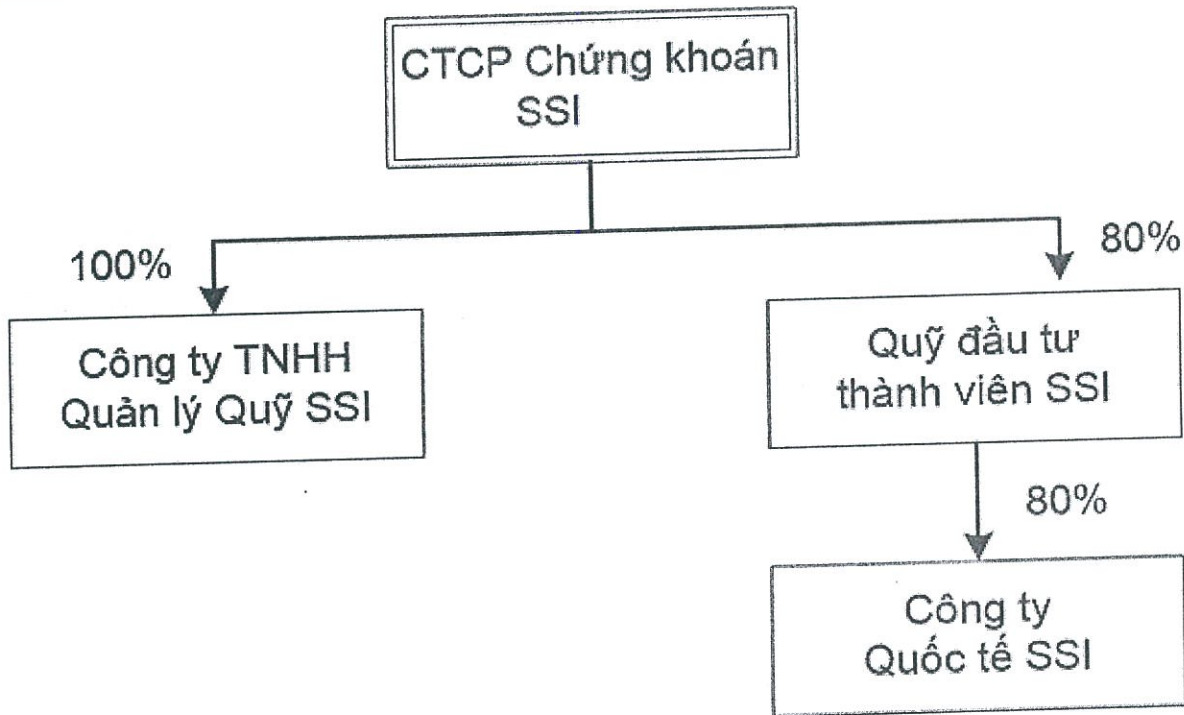 CTCP Chứng khoán
SSI
100%
80%
Công ty TNHH
Quản lý Quỹ SSI
Quỹ đầu tư
thành viên SSI
80%
Công ty
Quốc tế SSI